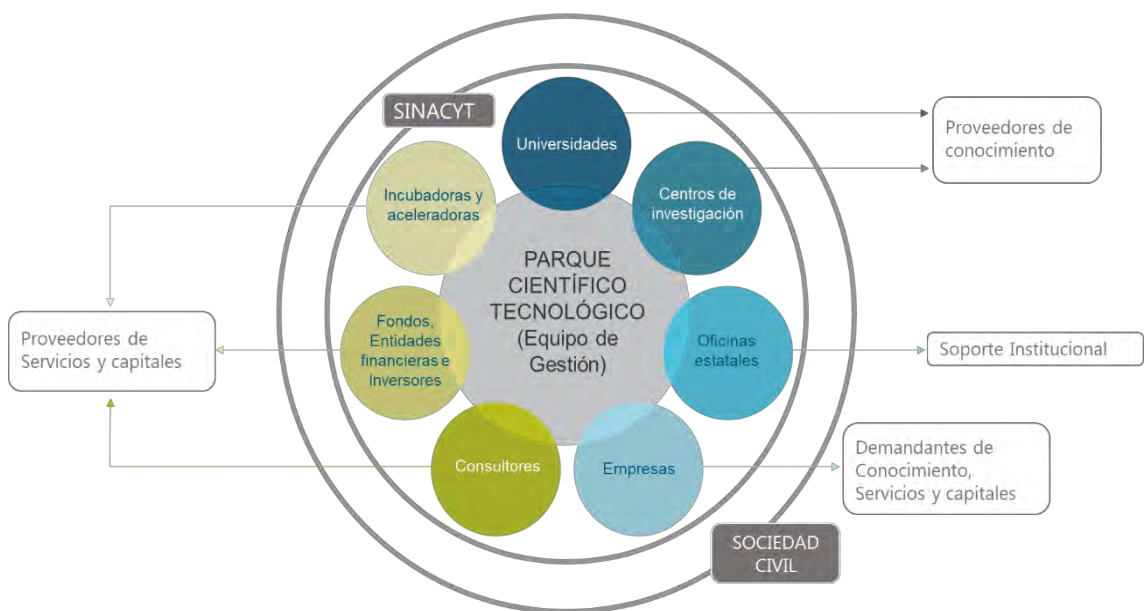 SINACYT
Universidades
Proveedores de
conocimiento
Incubadoras y
aceleradoras
Centros de
investigación
PARQUE
CIENTÍFICO
TECNOLÓGICO
(Equipo de
Gestión)
Proveedores de
Servicios y capitales
Fondos,
Entidades
financieras e
Inversores
Oficinas
estatales
Soporte Institucional
Consultores
Empresas
Demandantes de
Conocimiento,
Servicios y capitales
SOCIEDAD
CIVIL